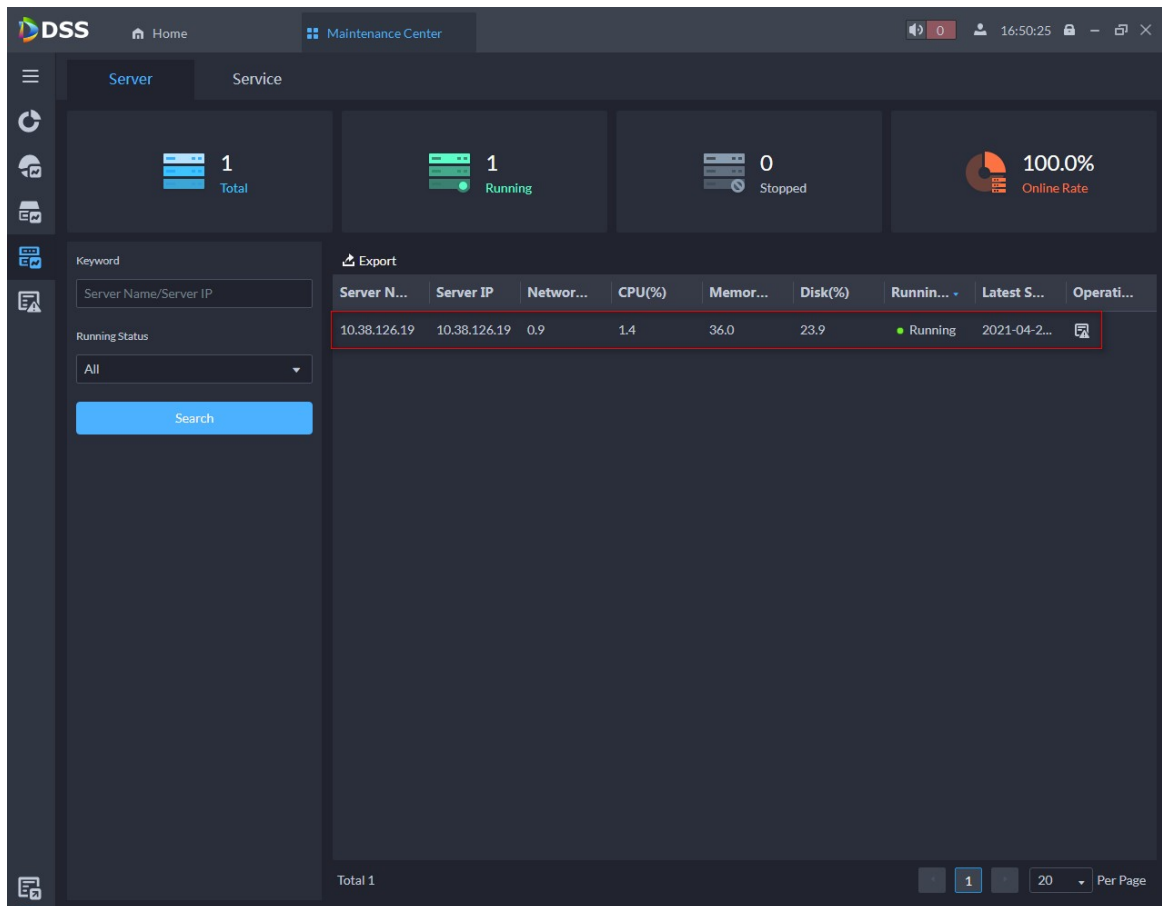 DSS Home Maintenance Center 0 16:50:25
Server Service
1 Total
1 Running
0 Stopped
100.0% Online Rate
Keyword
Server Name/Server IP
Running Status
All
Search
Export
Server N... Server IP Networ... CPU(%) Memor... Disk(%) Runnin... Latest S... Operati...
10.38.126.19 10.38.126.19 0.9 1.4 36.0 23.9 Running 2021-04-2...
Total 1 1 20 Per Page